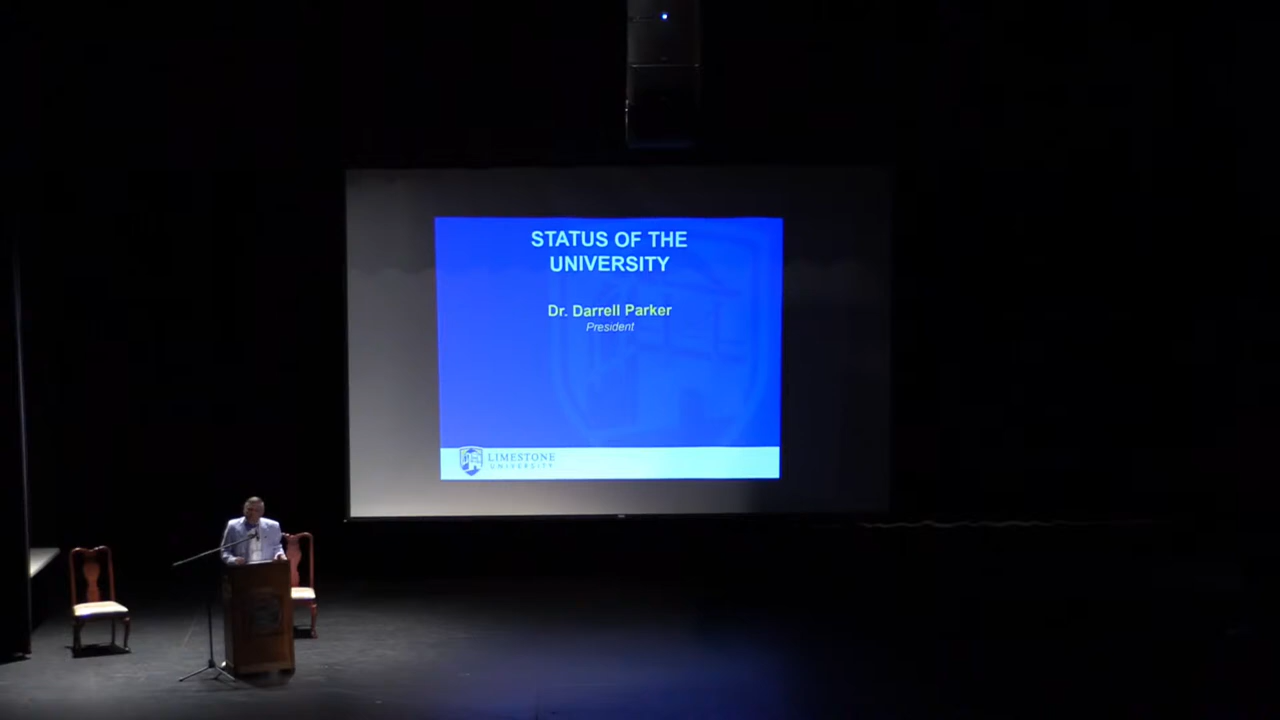 STATUS OF THE
UNIVERSITY
Dr. Darrell Parker
President
LIMESTONE
UNIVERSITY